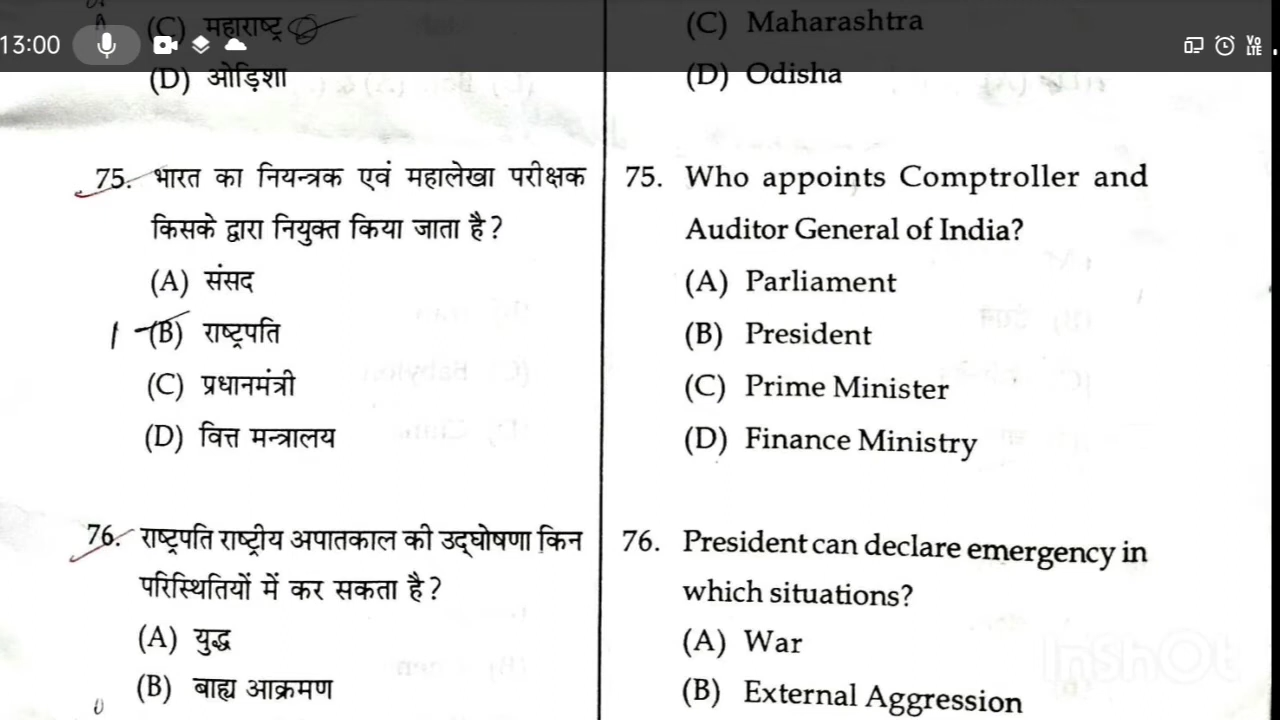 13:00
Vo
LTE
(C) महाराष्ट्र
(D) ओड़िशा
75. भारत का नियन्त्रक एवं महालेखा परीक्षक
किसके द्वारा नियुक्त किया जाता है?
(A) संसद
(B) राष्ट्रपति
(C) प्रधानमंत्री
(D) वित्त मन्त्रालय
76. राष्ट्रपति राष्ट्रीय अपातकाल की उद्घोषणा किन
परिस्थितियों में कर सकता है?
(A) युद्ध
(B) बाह्य आक्रमण
(C) Maharashtra
(D) Odisha
75. Who appoints Comptroller and
Auditor General of India?
(A) Parliament
(B) President
(C) Prime Minister
(D) Finance Ministry
76. President can declare emergency in
which situations?
(A) War
(B) External Aggression
InshOt